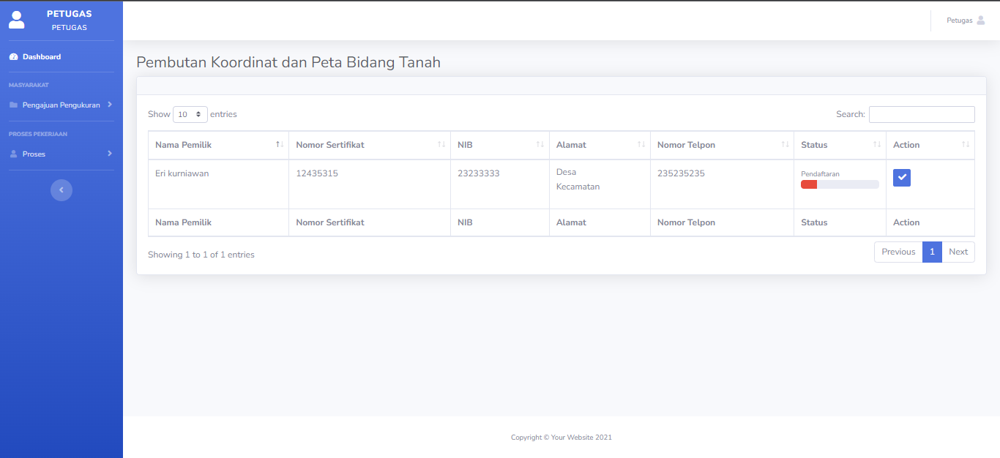 PETUGAS
PETUGAS
Dashboard
MASYARAKAT
Pengajuan Pengukuran
PROSES PEKERJAAN
Proses
Petugas
Pembutan Koordinat dan Peta Bidang Tanah
Show 10 entries
Search:
Nama Pemilik Nomor Sertifikat NIB Alamat Nomor Telpon Status Action
Eri kurniawan 12435315 23233333 Desa 235235235 Pendaftaran
Kecamatan
Nama Pemilik Nomor Sertifikat NIB Alamat Nomor Telpon Status Action
Showing 1 to 1 of 1 entries
Previous 1 Next
Copyright © Your Website 2021